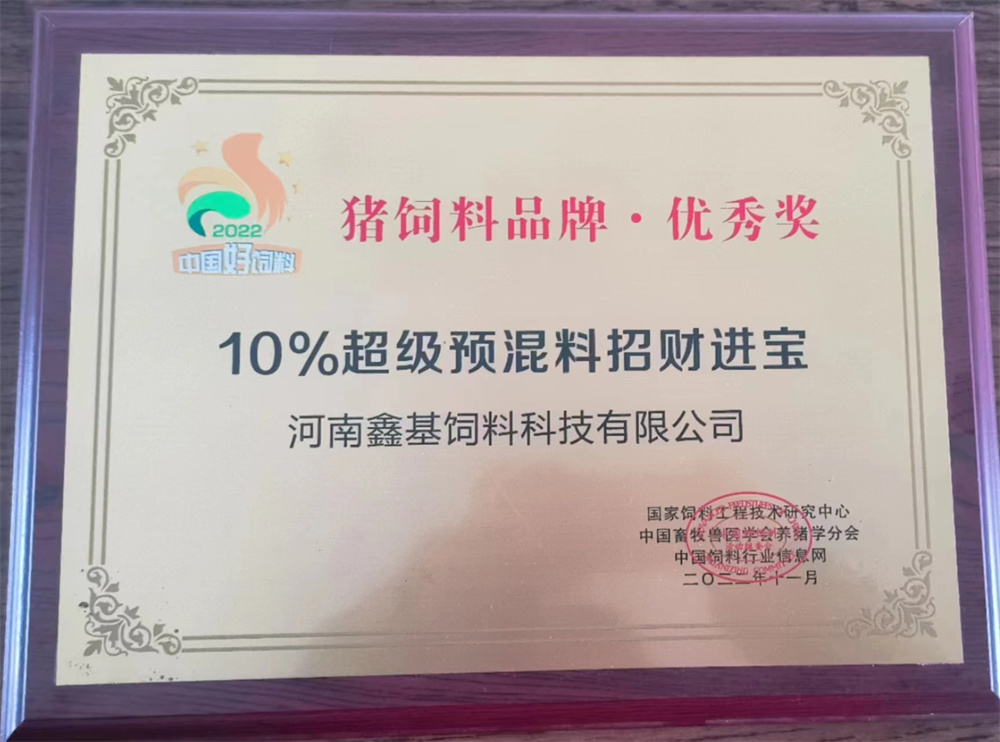 2022
中国好饲料
猪饲料品牌·优秀奖
10%超级预混料招财进宝
河南鑫基饲料科技有限公司
国家饲料工程技术研究中心
中国畜牧兽医学会养猪学分会
中国饲料行业信息网
二〇二二年十一月